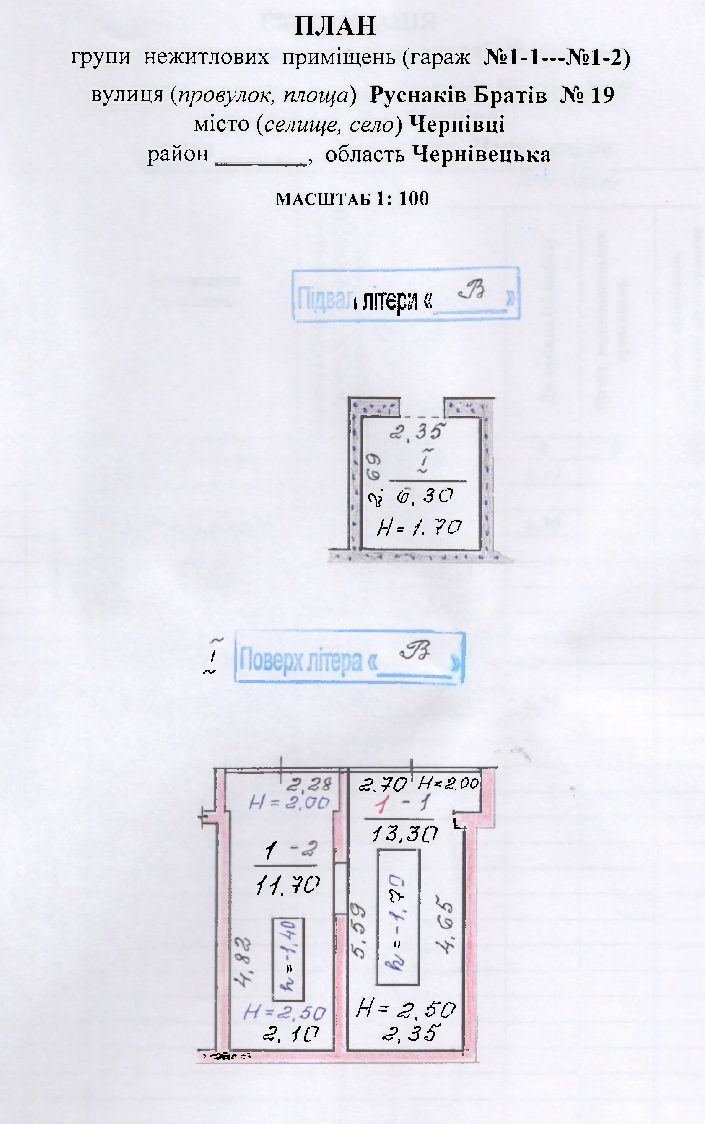 ПЛАН
групи нежитлових приміщень (гараж №1-1---№1-2)
вулиця (провулок, площа) Руснаків Братів № 19
місто (селище, село) Чернівці
район ________, область Чернівецька
МАСШТАБ 1: 100
Підвал літери « В »
2,35
I
2,69
6,30
H=1.70
I Поверх літера « В »
2,28
H=2,00
2.70 H=2.00
1-1
13,30
1-2
11.70
4,82
h=-1,40
5.59
h=-1,70
4,65
H=2,50
2,10
H=2,50
2,35